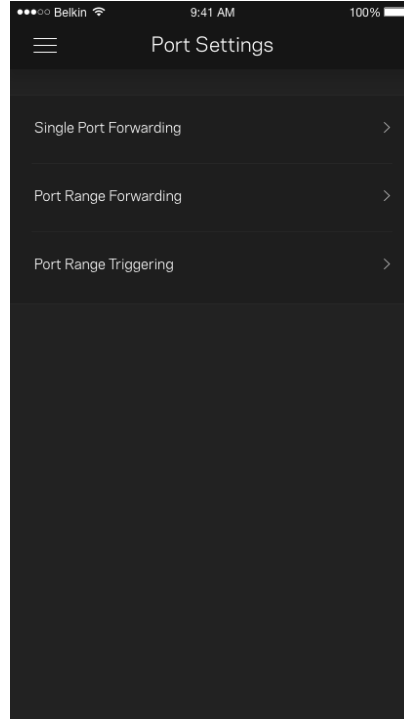 Belkin 9:41 AM 100%
Port Settings
Single Port Forwarding
Port Range Forwarding
Port Range Triggering